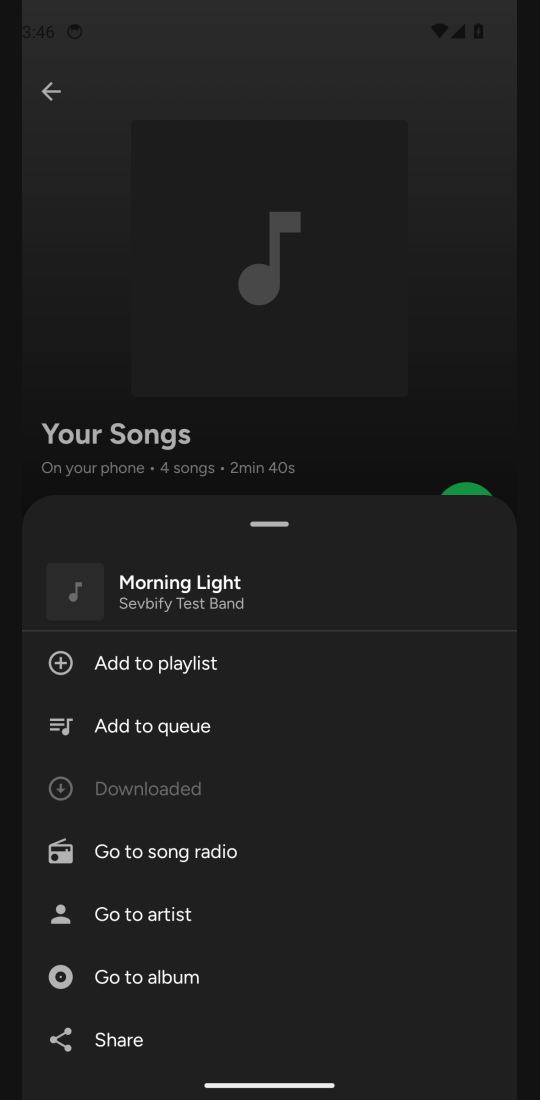 3:46
Your Songs
On your phone • 4 songs • 2min 40s
Morning Light
Sevbify Test Band
Add to playlist
Add to queue
Downloaded
Go to song radio
Go to artist
Go to album
Share